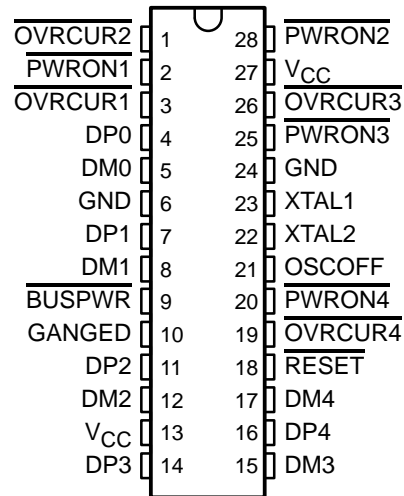 OVRCUR2 1 28 PWRON2
PWRON1 2 27 VCC
OVRCUR1 3 26 OVRCUR3
DP0 4 25 PWRON3
DM0 5 24 GND
GND 6 23 XTAL1
DP1 7 22 XTAL2
DM1 8 21 OSCOFF
BUSPWR 9 20 PWRON4
GANGED 10 19 OVRCUR4
DP2 11 18 RESET
DM2 12 17 DM4
VCC 13 16 DP4
DP3 14 15 DM3